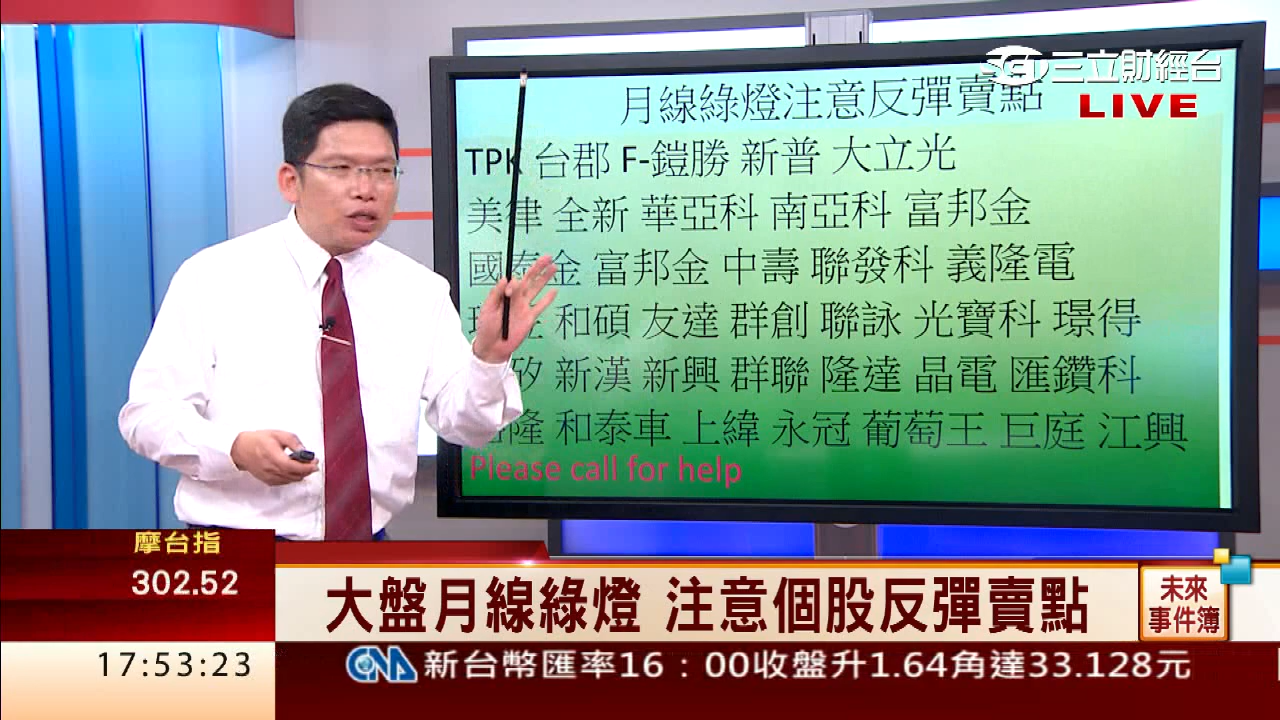 三立財經台
LIVE
月線綠燈注意反彈賣點
TPK 台郡 F-鎧勝 新普 大立光
美律 全新 華亞科 南亞科 富邦金
國泰金 富邦金 中壽 聯發科 義隆電
和碩 友達 群創 聯詠 光寶科 璟得
矽 新漢 新興 群聯 隆達 晶電 匯鑽科
隆 和泰車 上緯 永冠 葡萄王 巨庭 江興
Please call for help
摩台指
302.52
大盤月線綠燈 注意個股反彈賣點
未來
事件簿
17:53:23
CNA 新台幣匯率16：00收盤升1.64角達33.128元